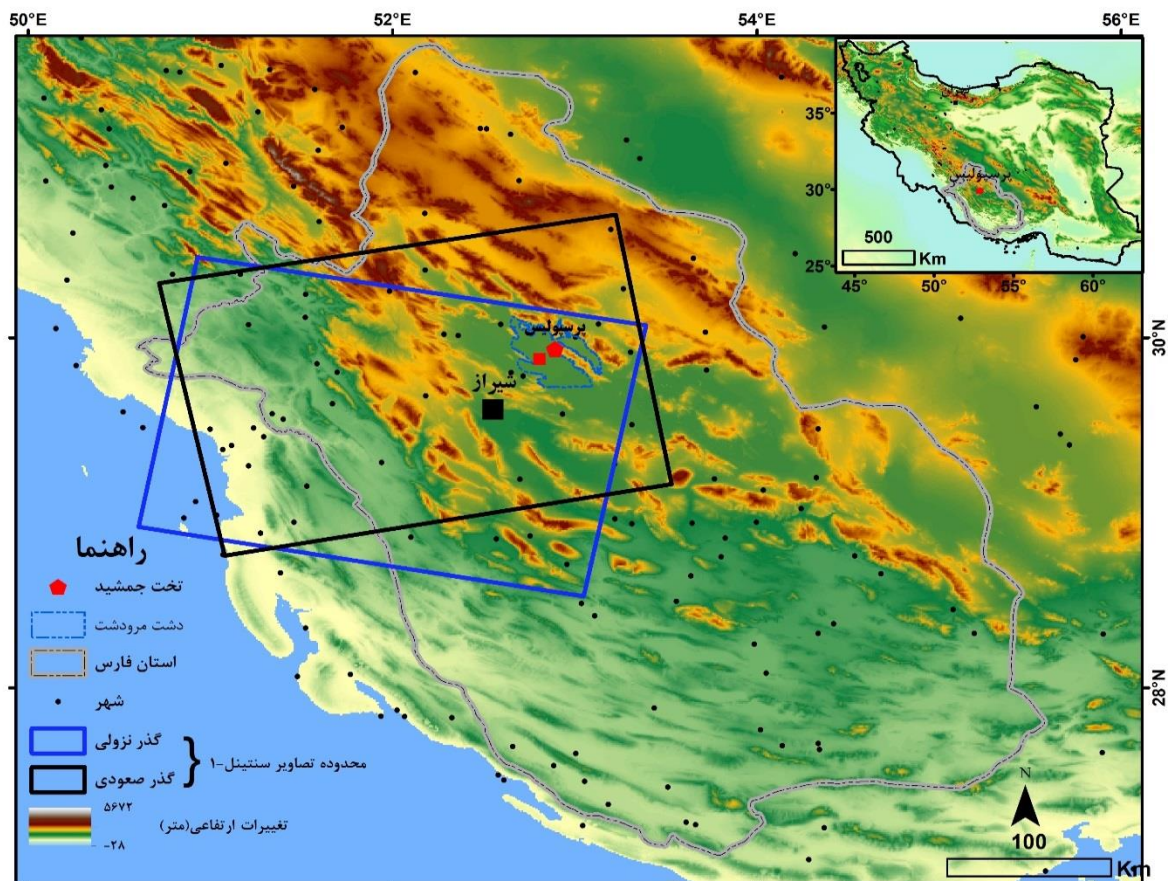 50°E 52°E 54°E 56°E
35°
30°
25°
45° 50° 55° 60°
پرسپولیس
500
Km
30°N
28°N
پرسپولیس
شیراز
راهنما
تخت جمشید
دشت مرودشت
استان فارس
شهر
گذر نزولی
گذر صعودی
محدوده تصاویر سنتینل-۱
۵۶۷۲
تغییرات ارتفاعی(متر)
-۲۸
N
100
Km